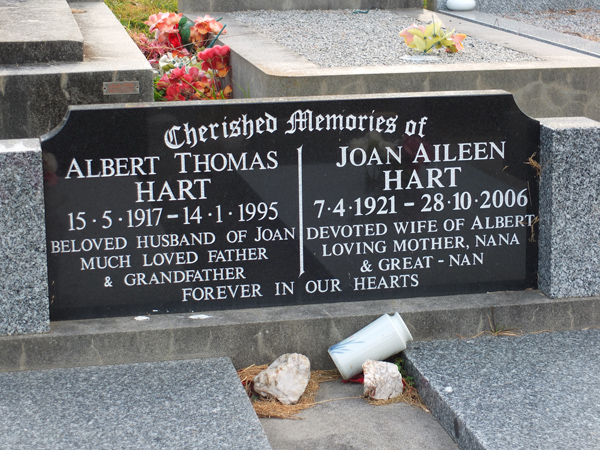 Cherished Memories of
ALBERT THOMAS
HART
15·5·1917-14·1·1995
BELOVED HUSBAND OF JOAN
MUCH LOVED FATHER
& GRANDFATHER
JOAN AILEEN
HART
7·4·1921-28·10·2006
DEVOTED WIFE OF ALBERT
LOVING MOTHER, NANA
& GREAT-NAN
FOREVER IN OUR HEARTS